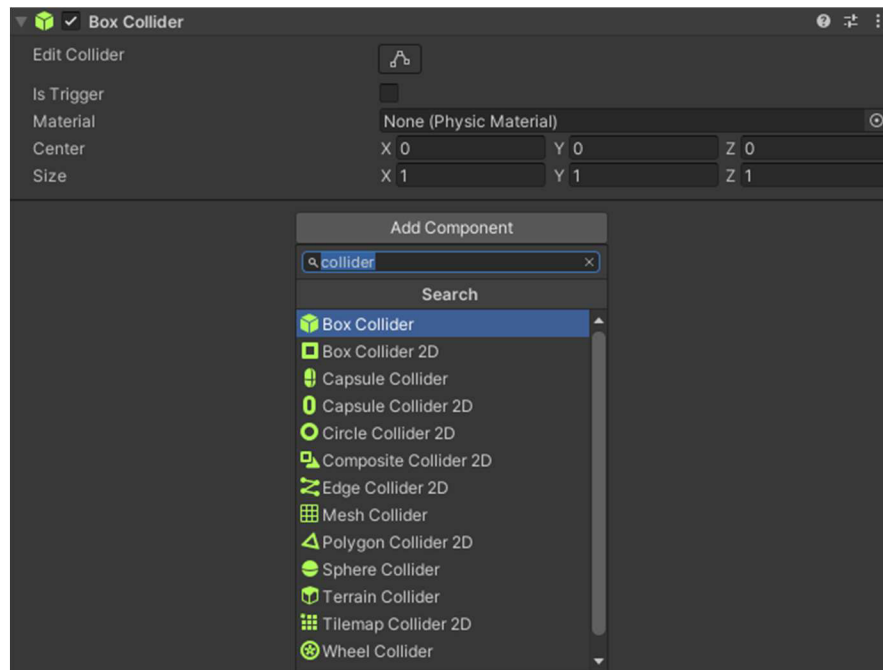 Box Collider
Edit Collider
Is Trigger
Material None (Physic Material)
Center X 0 Y 0 Z 0
Size X 1 Y 1 Z 1
Add Component
collider
Search
Box Collider
Box Collider 2D
Capsule Collider
Capsule Collider 2D
Circle Collider 2D
Composite Collider 2D
Edge Collider 2D
Mesh Collider
Polygon Collider 2D
Sphere Collider
Terrain Collider
Tilemap Collider 2D
Wheel Collider